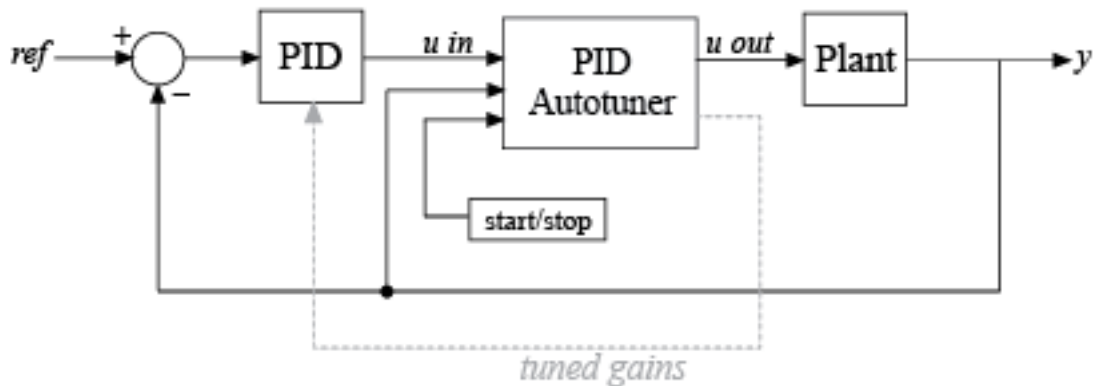 ref
+
−
PID
u in
PID
Autotuner
u out
Plant
y
start/stop
tuned gains